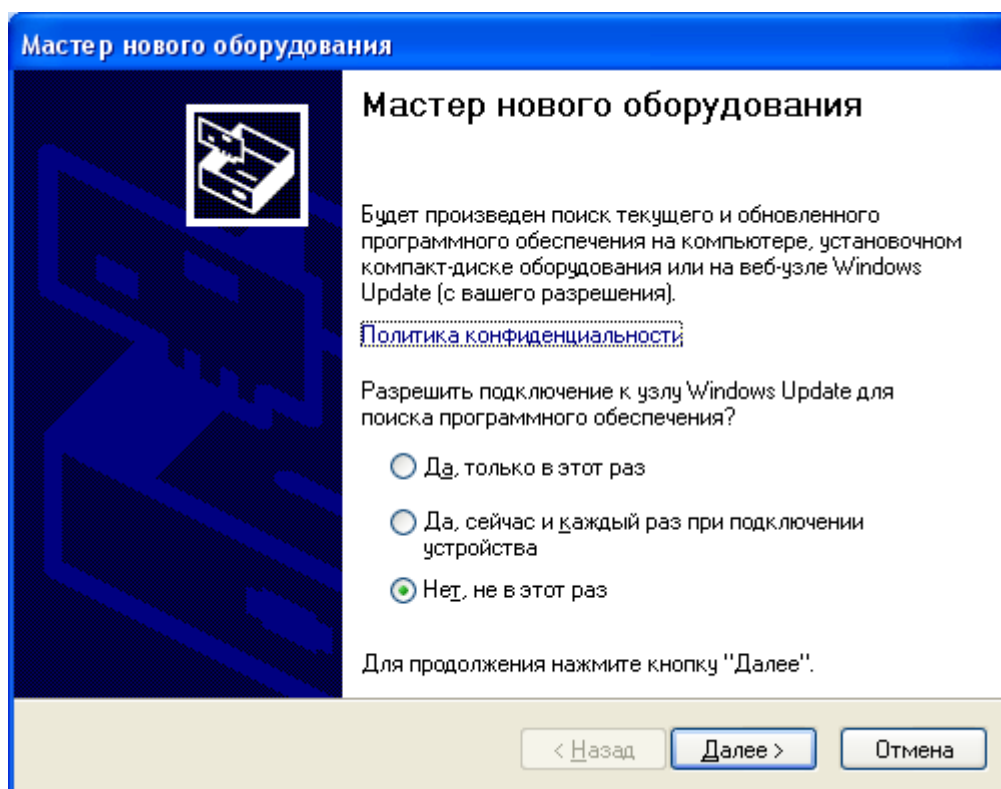 Мастер нового оборудования
Мастер нового оборудования
Будет произведен поиск текущего и обновленного
программного обеспечения на компьютере, установочном
компакт-диске оборудования или на веб-узле Windows
Update (с вашего разрешения).
Политика конфиденциальности
Разрешить подключение к узлу Windows Update для
поиска программного обеспечения?
Да, только в этот раз
Да, сейчас и каждый раз при подключении
устройства
Нет, не в этот раз
Для продолжения нажмите кнопку "Далее".
< Назад Далее > Отмена